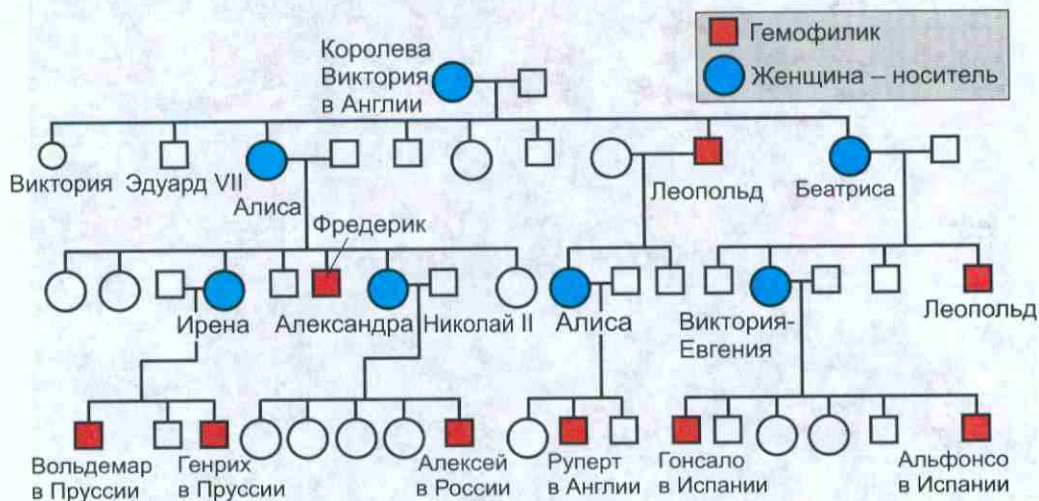 Королева
Виктория
в Англии
Гемофилик
Женщина – носитель
Виктория
Эдуард VII
Алиса
Леопольд
Беатриса
Фредерик
Ирена
Александра
Николай II
Алиса
Виктория-
Евгения
Леопольд
Вольдемар
в Пруссии
Генрих
в Пруссии
Алексей
в России
Руперт
в Англии
Гонсало
в Испании
Альфонсо
в Испании